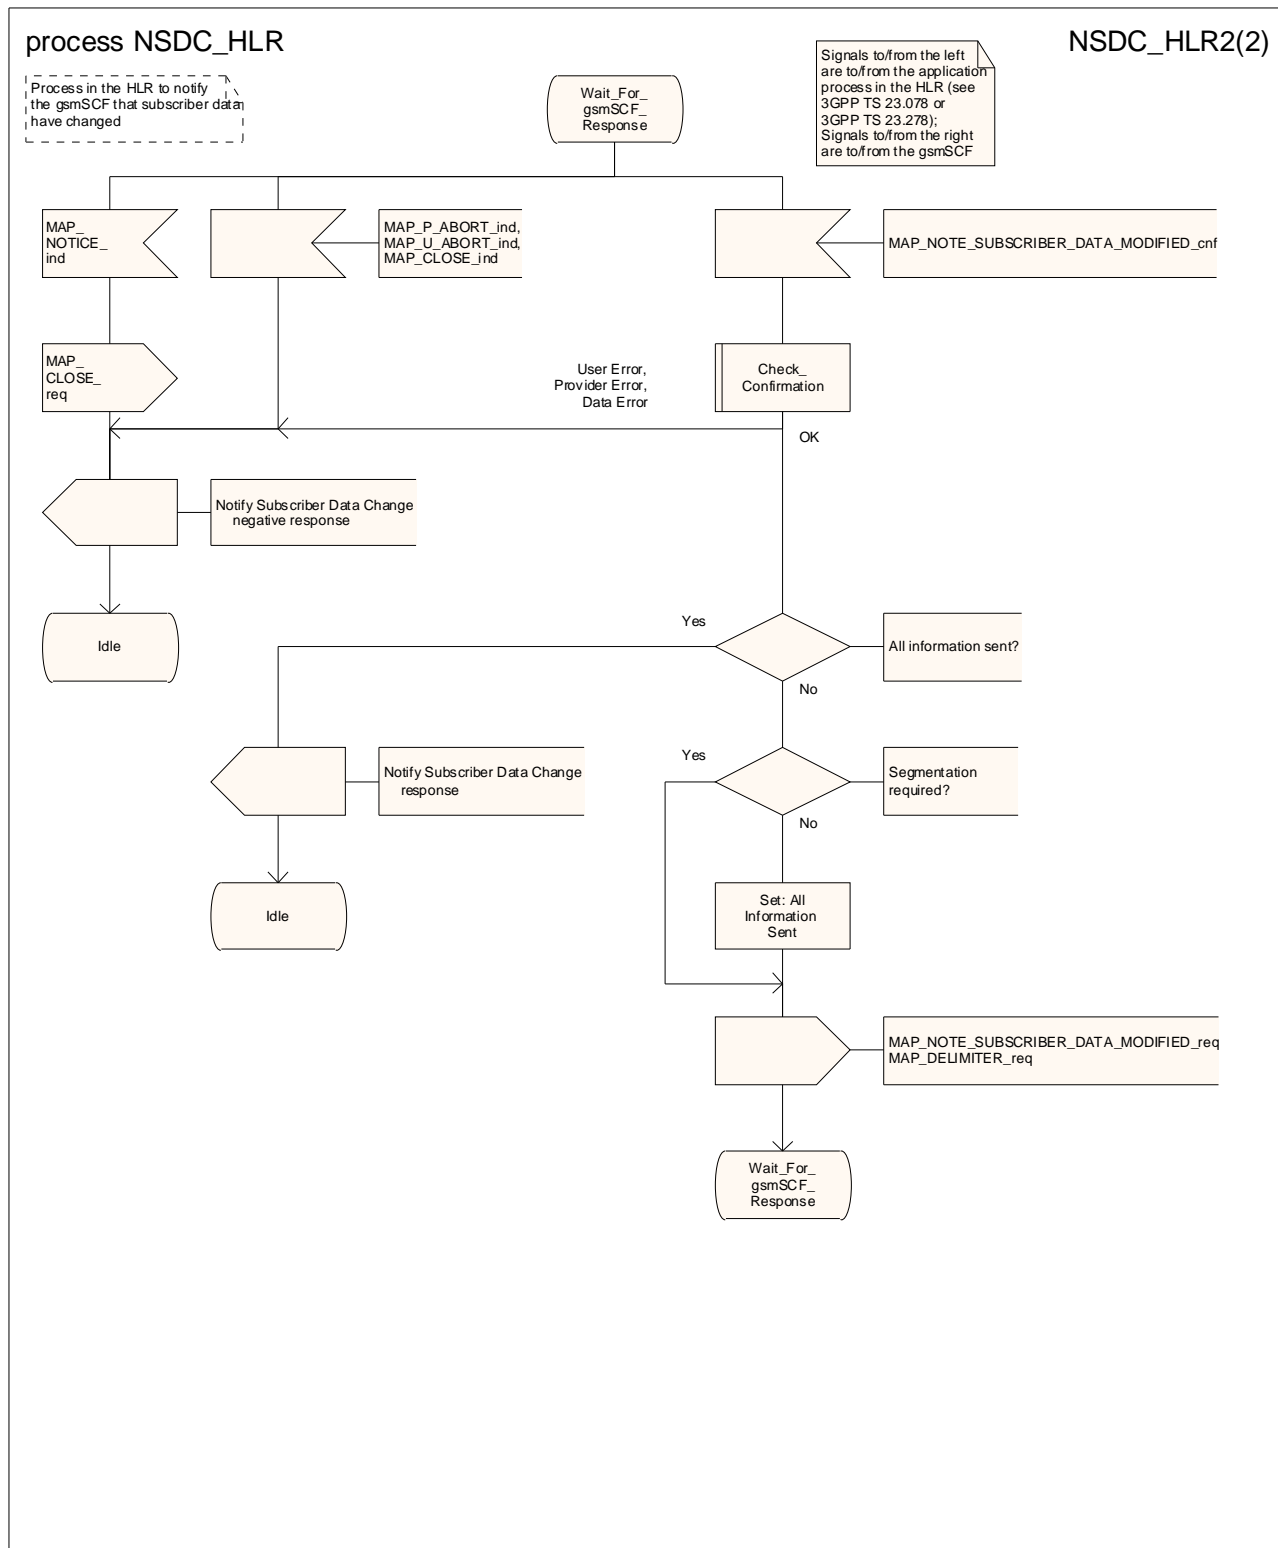 process NSDC_HLR
NSDC_HLR2(2)
Process in the HLR to notify
the gsmSCF that subscriber data
have changed
Wait_For_
gsmSCF_
Response
Signals to/from the left
are to/from the application
process in the HLR (see
3GPP TS 23.078 or
3GPP TS 23.278);
Signals to/from the right
are to/from the gsmSCF
MAP_
NOTICE_
ind
MAP_P_ABORT_ind,
MAP_U_ABORT_ind,
MAP_CLOSE_ind
MAP_NOTE_SUBSCRIBER_DATA_MODIFIED_cnf
MAP_
CLOSE_
req
User Error,
Provider Error,
Data Error
Check_
Confirmation
OK
Notify Subscriber Data Change
negative response
Idle
Yes
All information sent?
No
Notify Subscriber Data Change
response
Yes
Segmentation
required?
No
Idle
Set: All
Information
Sent
MAP_NOTE_SUBSCRIBER_DATA_MODIFIED_req
MAP_DELIMITER_req
Wait_For_
gsmSCF_
Response